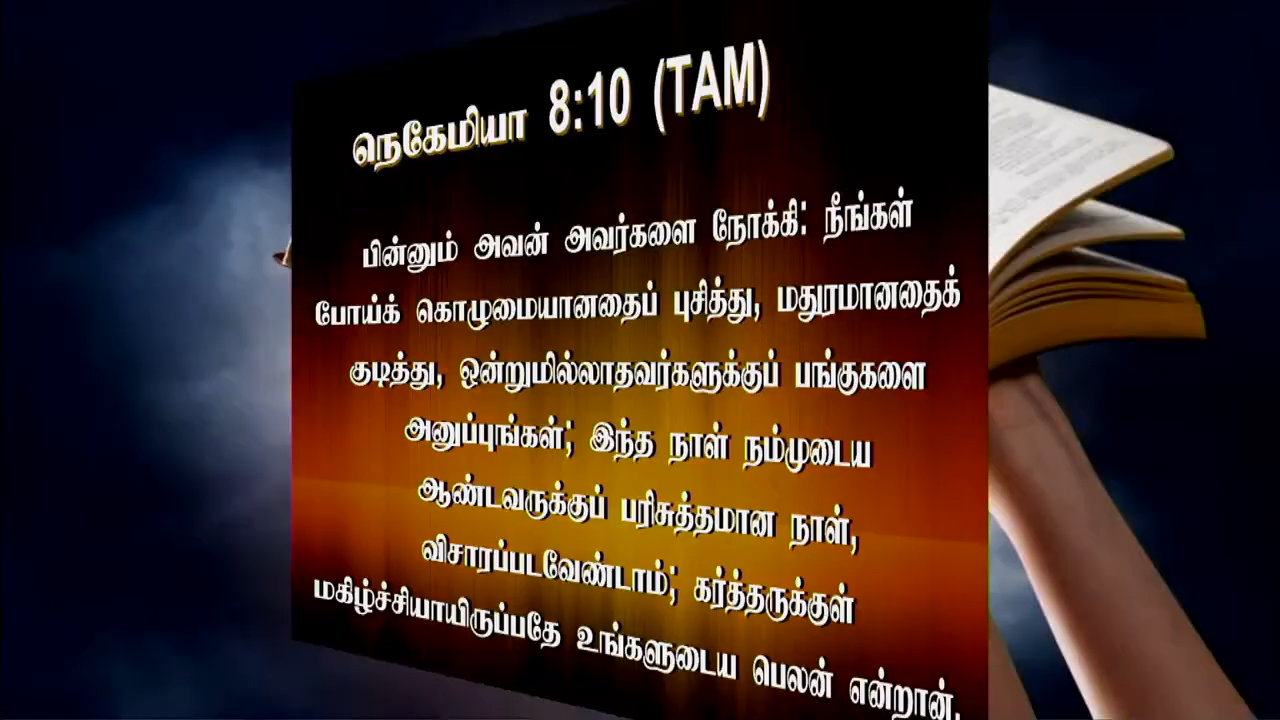 நெகேமியா 8:10 (TAM)
பின்னும் அவன் அவர்களை நோக்கி: நீங்கள்
போய்க் கொழுமையானதைப் புசித்து, மதுரமானதைக்
குடித்து, ஒன்றுமில்லாதவர்களுக்குப் பங்குகளை
அனுப்புங்கள்; இந்த நாள் நம்முடைய
ஆண்டவருக்குப் பரிசுத்தமான நாள்,
விசாரப்படவேண்டாம்; கர்த்தருக்குள்
மகிழ்ச்சியாயிருப்பதே உங்களுடைய பெலன் என்றான்.